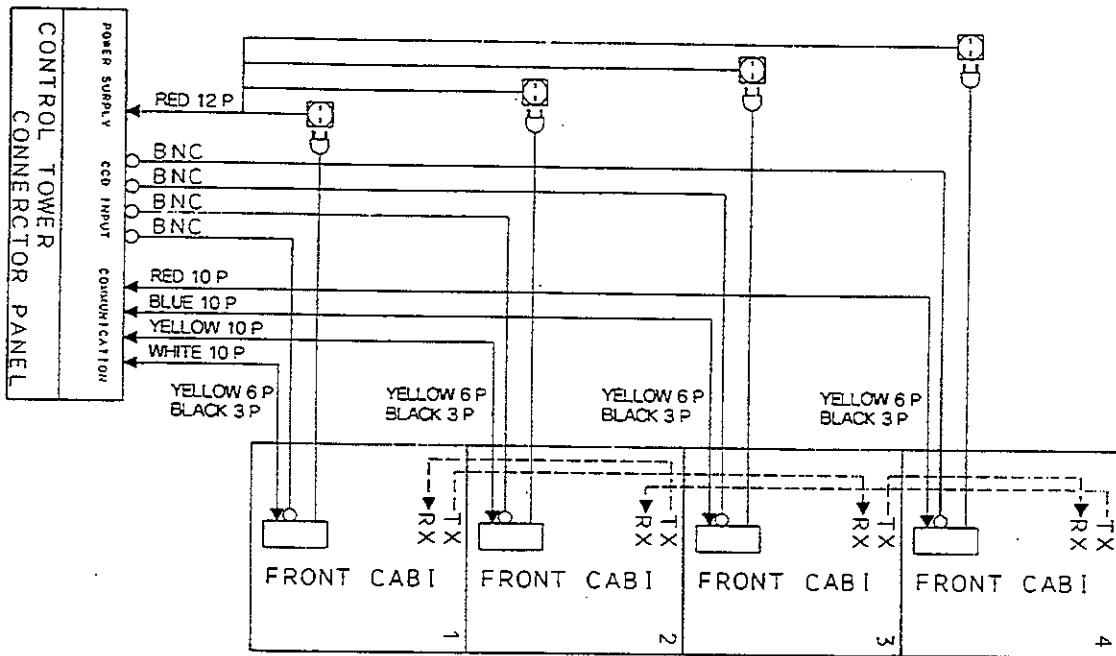 CONTROL TOWER
CONNERCTOR PANEL
POWER SUPPLY
CCD INPUT
COMMUNICATION
RED 12 P
BNC
BNC
BNC
BNC
RED 10 P
BLUE 10 P
YELLOW 10 P
WHITE 10 P
YELLOW 6 P
BLACK 3 P
YELLOW 6 P
BLACK 3 P
YELLOW 6 P
BLACK 3 P
YELLOW 6 P
BLACK 3 P
RX
TX
FRONT CABI
1
RX
TX
FRONT CABI
2
RX
TX
FRONT CABI
3
RX
TX
FRONT CABI
4